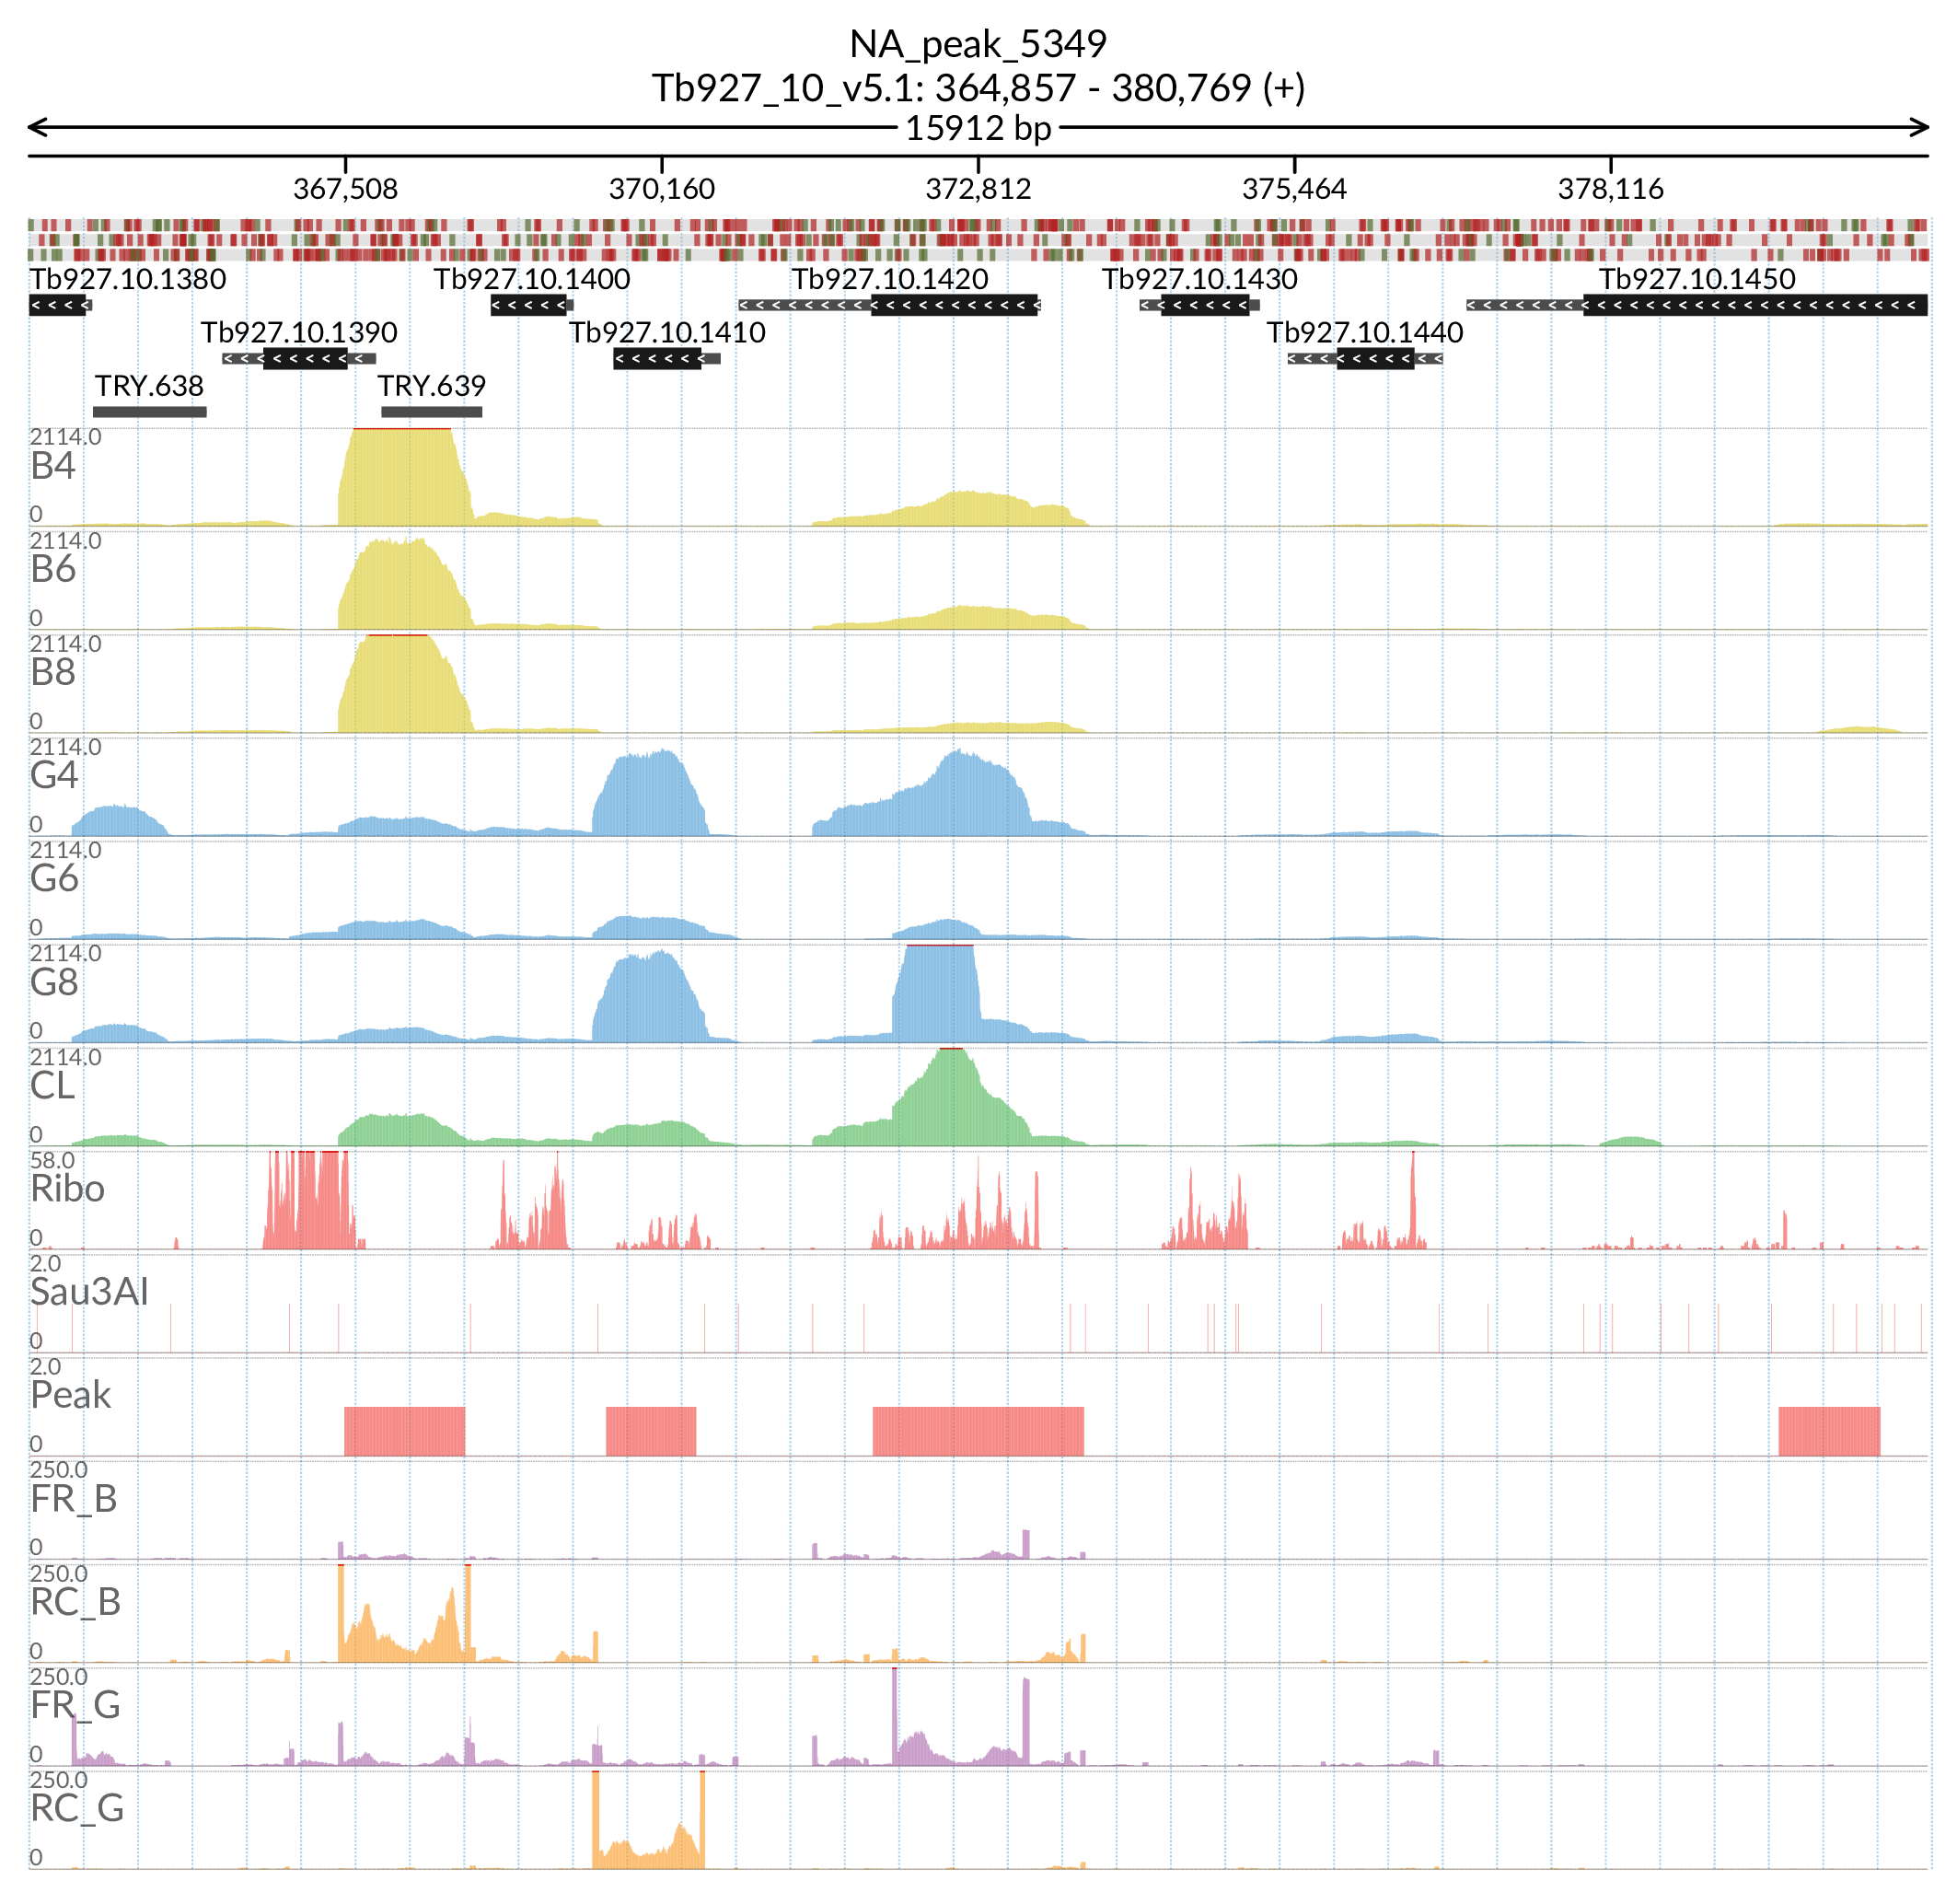 NA_peak_5349
Tb927_10_v5.1: 364,857 - 380,769 (+)
15912 bp
367,508 370,160 372,812 375,464 378,116
Tb927.10.1380 Tb927.10.1400 Tb927.10.1420 Tb927.10.1430 Tb927.10.1450
Tb927.10.1390 Tb927.10.1410 Tb927.10.1440
TRY.638 TRY.639
2114.0
B4
0
2114.0
B6
0
2114.0
B8
0
2114.0
G4
0
2114.0
G6
0
2114.0
G8
0
2114.0
CL
0
58.0
Ribo
0
2.0
Sau3AI
0
2.0
Peak
0
250.0
FR_B
0
250.0
RC_B
0
250.0
FR_G
0
250.0
RC_G
0